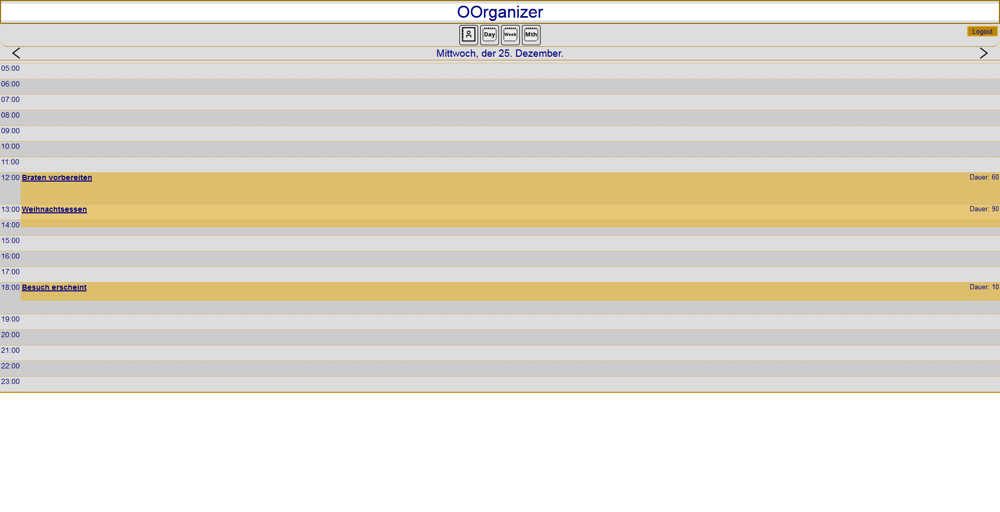 OOrganizer
Day Week Mth
Logout
Mittwoch, der 25. Dezember.
05:00
06:00
07:00
08:00
09:00
10:00
11:00
12:00 Braten vorbereiten Dauer: 60
13:00 Weihnachtsessen Dauer: 90
14:00
15:00
16:00
17:00
18:00 Besuch erscheint Dauer: 10
19:00
20:00
21:00
22:00
23:00